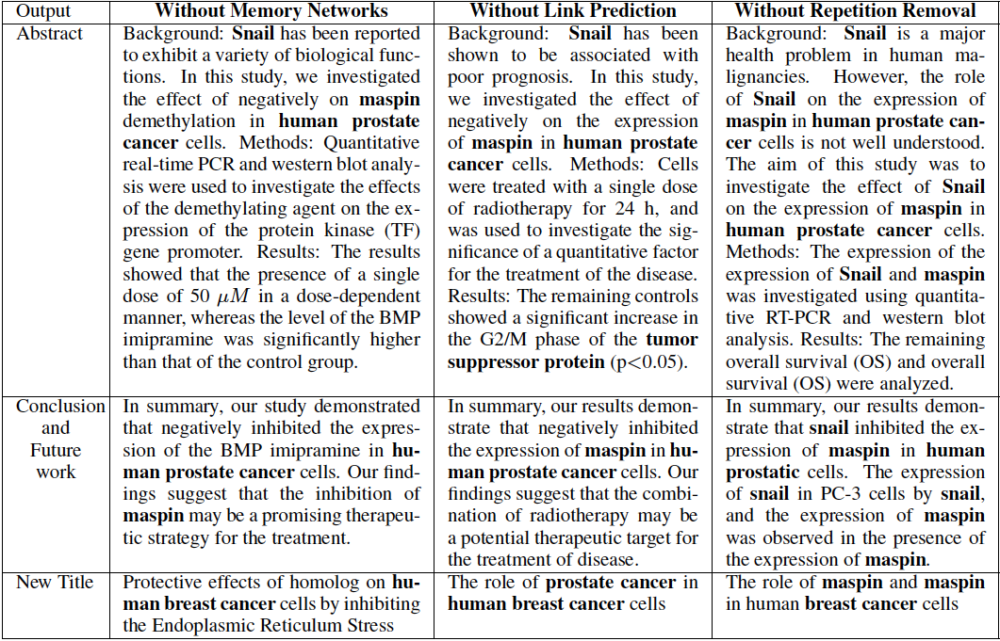 Output Without Memory Networks Without Link Prediction Without Repetition Removal
Abstract
Background: Snail has been reported
to exhibit a variety of biological func-
tions. In this study, we investigated
the effect of negatively on maspin
demethylation in human prostate
cancer cells. Methods: Quantitative
real-time PCR and western blot analy-
sis were used to investigate the effects
of the demethylating agent on the ex-
pression of the protein kinase (TF)
gene promoter. Results: The results
showed that the presence of a single
dose of 50 μM in a dose-dependent
manner, whereas the level of the BMP
imipramine was significantly higher
than that of the control group.
Background: Snail has been
shown to be associated with
poor prognosis. In this study,
we investigated the effect of
negatively on the expression
of maspin in human prostate
cancer cells. Methods: Cells
were treated with a single dose
of radiotherapy for 24 h, and
was used to investigate the sig-
nificance of a quantitative factor
for the treatment of the disease.
Results: The remaining controls
showed a significant increase in
the G2/M phase of the tumor
suppressor protein (p<0.05).
Background: Snail is a major
health problem in human ma-
lignancies. However, the role
of Snail on the expression of
maspin in human prostate can-
cer cells is not well understood.
The aim of this study was to
investigate the effect of Snail
on the expression of maspin in
human prostate cancer cells.
Methods: The expression of the
expression of Snail and maspin
was investigated using quantita-
tive RT-PCR and western blot
analysis. Results: The remaining
overall survival (OS) and overall
survival (OS) were analyzed.
Conclusion
and
Future
work
In summary, our study demonstrated
that negatively inhibited the expres-
sion of the BMP imipramine in hu-
man prostate cancer cells. Our find-
ings suggest that the inhibition of
maspin may be a promising therapeu-
tic strategy for the treatment.
In summary, our results demon-
strate that negatively inhibited
the expression of maspin in hu-
man prostate cancer cells. Our
findings suggest that the combi-
nation of radiotherapy may be
a potential therapeutic target for
the treatment of disease.
In summary, our results demon-
strate that snail inhibited the ex-
pression of maspin in human
prostatic cells. The expression
of snail in PC-3 cells by snail,
and the expression of maspin
was observed in the presence of
the expression of maspin.
New Title
Protective effects of homolog on hu-
man breast cancer cells by inhibiting
the Endoplasmic Reticulum Stress
The role of prostate cancer in
human breast cancer cells
The role of maspin and maspin
in human breast cancer cells